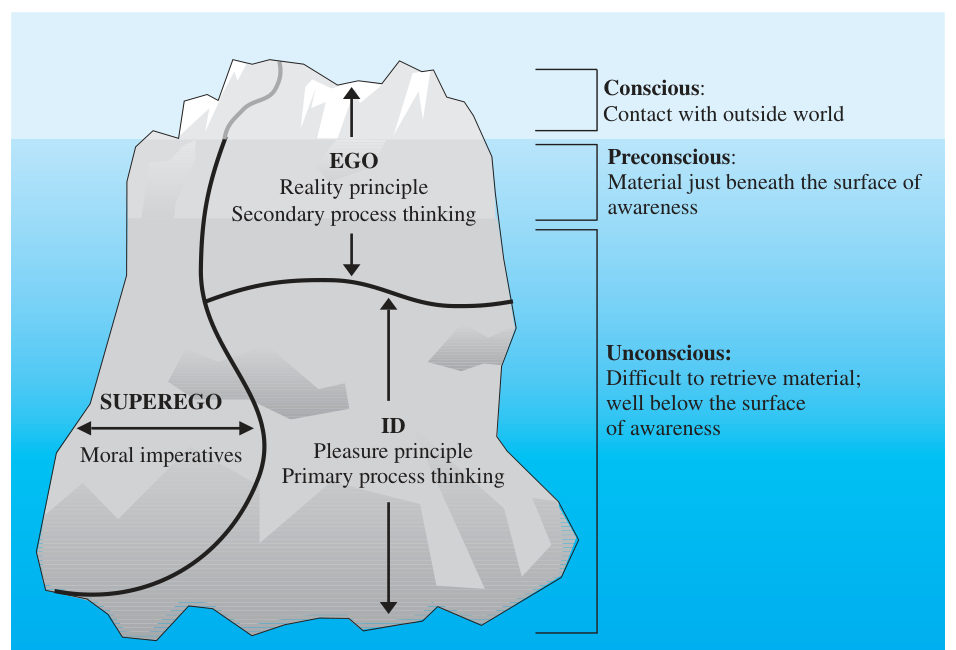 Conscious:
Contact with outside world
Preconscious:
Material just beneath the surface of
awareness
EGO
Reality principle
Secondary process thinking
Unconscious:
Difficult to retrieve material;
well below the surface
of awareness
SUPEREGO
Moral imperatives
ID
Pleasure principle
Primary process thinking